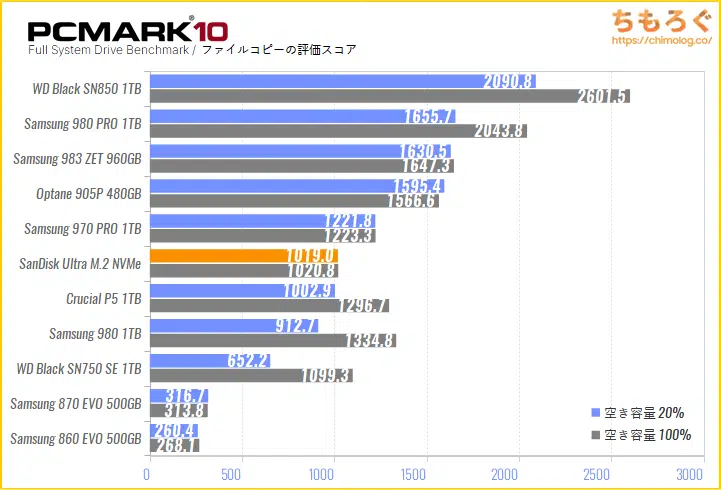 PCMARK®10
ちもろぐ
Full System Drive Benchmark / ファイルコピーの評価スコア
https://chimolog.co/
WD Black SN850 1TB 2090.8 2601.5
Samsung 980 PRO 1TB 1655.7 2043.8
Samsung 983 ZET 960GB 1630.5 1647.3
Optane 905P 480GB 1595.4 1566.6
Samsung 970 PRO 1TB 1221.8 1223.3
SanDisk Ultra M.2 NVMe 1019.0 1020.8
Crucial P5 1TB 1002.9 1296.7
Samsung 980 1TB 912.7 1334.8
WD Black SN750 SE 1TB 652.2 1099.3
Samsung 870 EVO 500GB 316.7 313.8
Samsung 860 EVO 500GB 260.4 268.1
空き容量 20%
空き容量 100%
0 500 1000 1500 2000 2500 3000